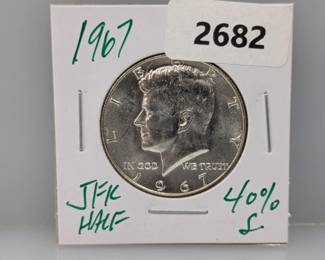 1967
2682
LIBERTY
IN GOD WE TRUST
1967
JFK HALF
40% S